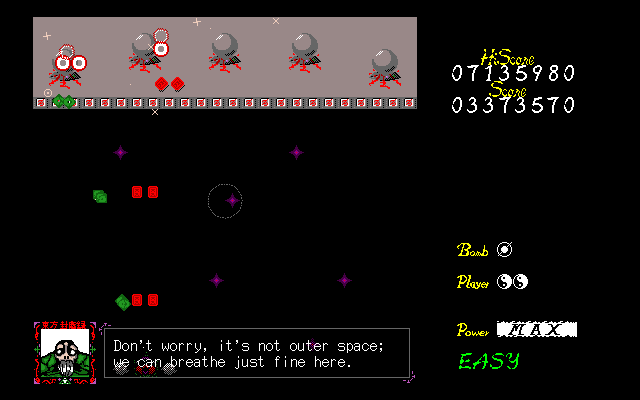 HiScore
07135980
Score
03373570
Bomb
Player
Power MAX
EASY
Don't worry, it's not outer space;
we can breathe just fine here.